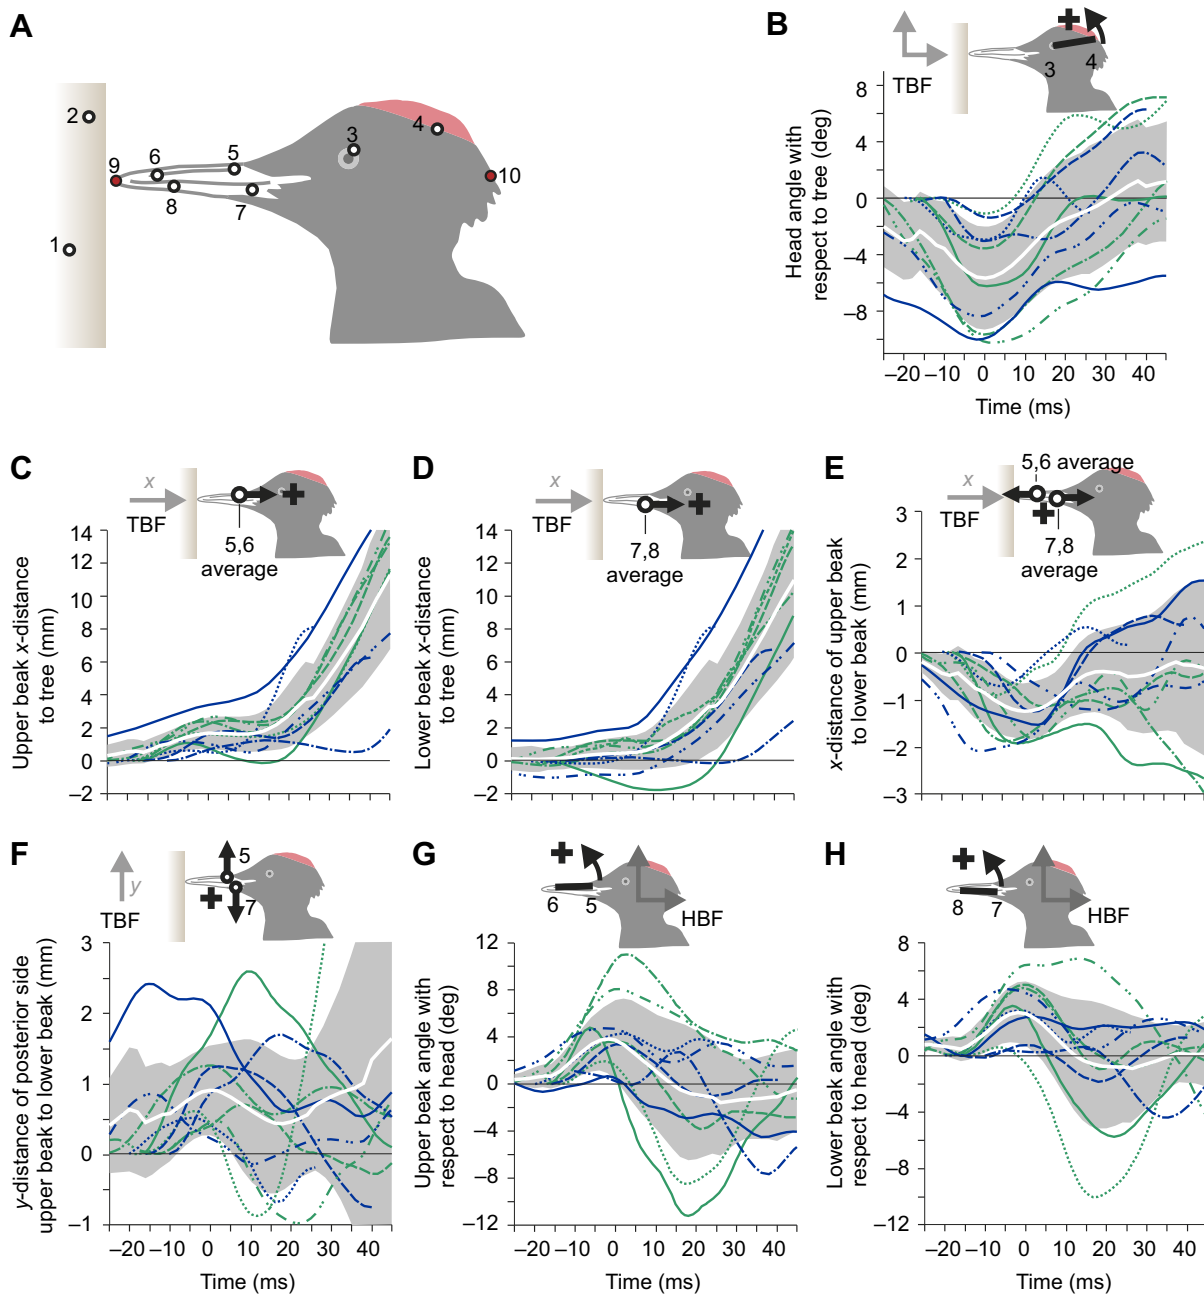 A
2
9
6
5
3
4
10
8
7
1
B
TBF
3
4
Head angle with
respect to tree (deg)
8
4
0
–4
–8
–20 –10 0 10 20 30 40
Time (ms)
C
x
TBF
5,6
average
Upper beak x-distance
to tree (mm)
14
12
10
8
6
4
2
0
–2
D
x
TBF
7,8
average
Lower beak x-distance
to tree (mm)
14
12
10
8
6
4
2
0
–2
E
x
TBF
5,6 average
7,8
average
x-distance of upper beak
to lower beak (mm)
3
2
1
0
–1
–2
–3
F
y
TBF
5
7
y-distance of posterior side
upper beak to lower beak (mm)
3
2
1
0
–1
–20 –10 0 10 20 30 40
Time (ms)
G
6
5
HBF
Upper beak angle with
respect to head (deg)
12
8
4
0
–4
–8
–12
–20 –10 0 10 20 30 40
Time (ms)
H
8
7
HBF
Lower beak angle with
respect to head (deg)
8
4
0
–4
–8
–12
–20 –10 0 10 20 30 40
Time (ms)